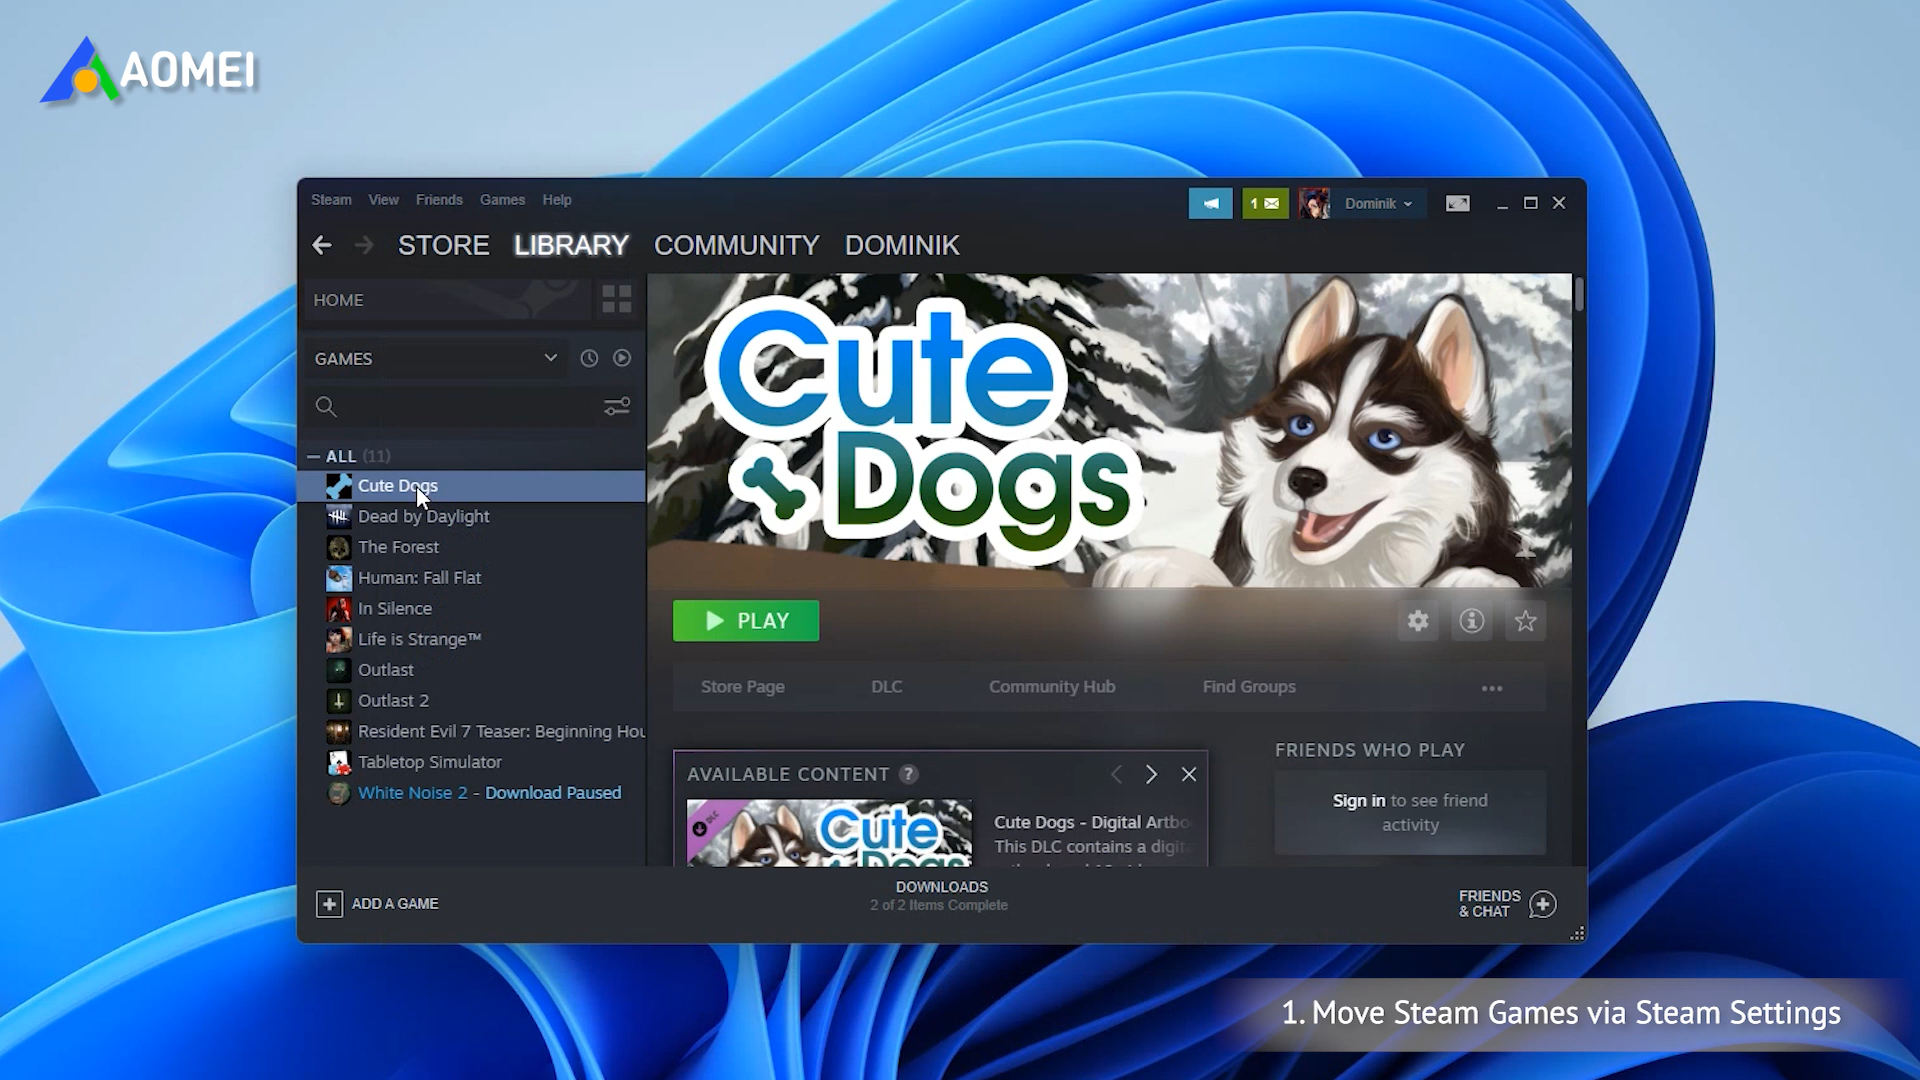 AOMEI
Steam View Friends Games Help
1
Dominik
STORE LIBRARY COMMUNITY DOMINIK
HOME
GAMES
ALL (11)
Cute Dogs
Dead by Daylight
The Forest
Human: Fall Flat
In Silence
Life is Strange™
Outlast
Outlast 2
Resident Evil 7 Teaser: Beginning Hou
Tabletop Simulator
White Noise 2 - Download Paused
Cute
Dogs
PLAY
Store Page DLC Community Hub Find Groups
AVAILABLE CONTENT ?
DLC
Cute
Dogs
Cute Dogs - Digital Artbo
This DLC contains a digit
FRIENDS WHO PLAY
Sign in to see friend
activity
ADD A GAME
DOWNLOADS
2 of 2 Items Complete
FRIENDS
& CHAT
1. Move Steam Games via Steam Settings